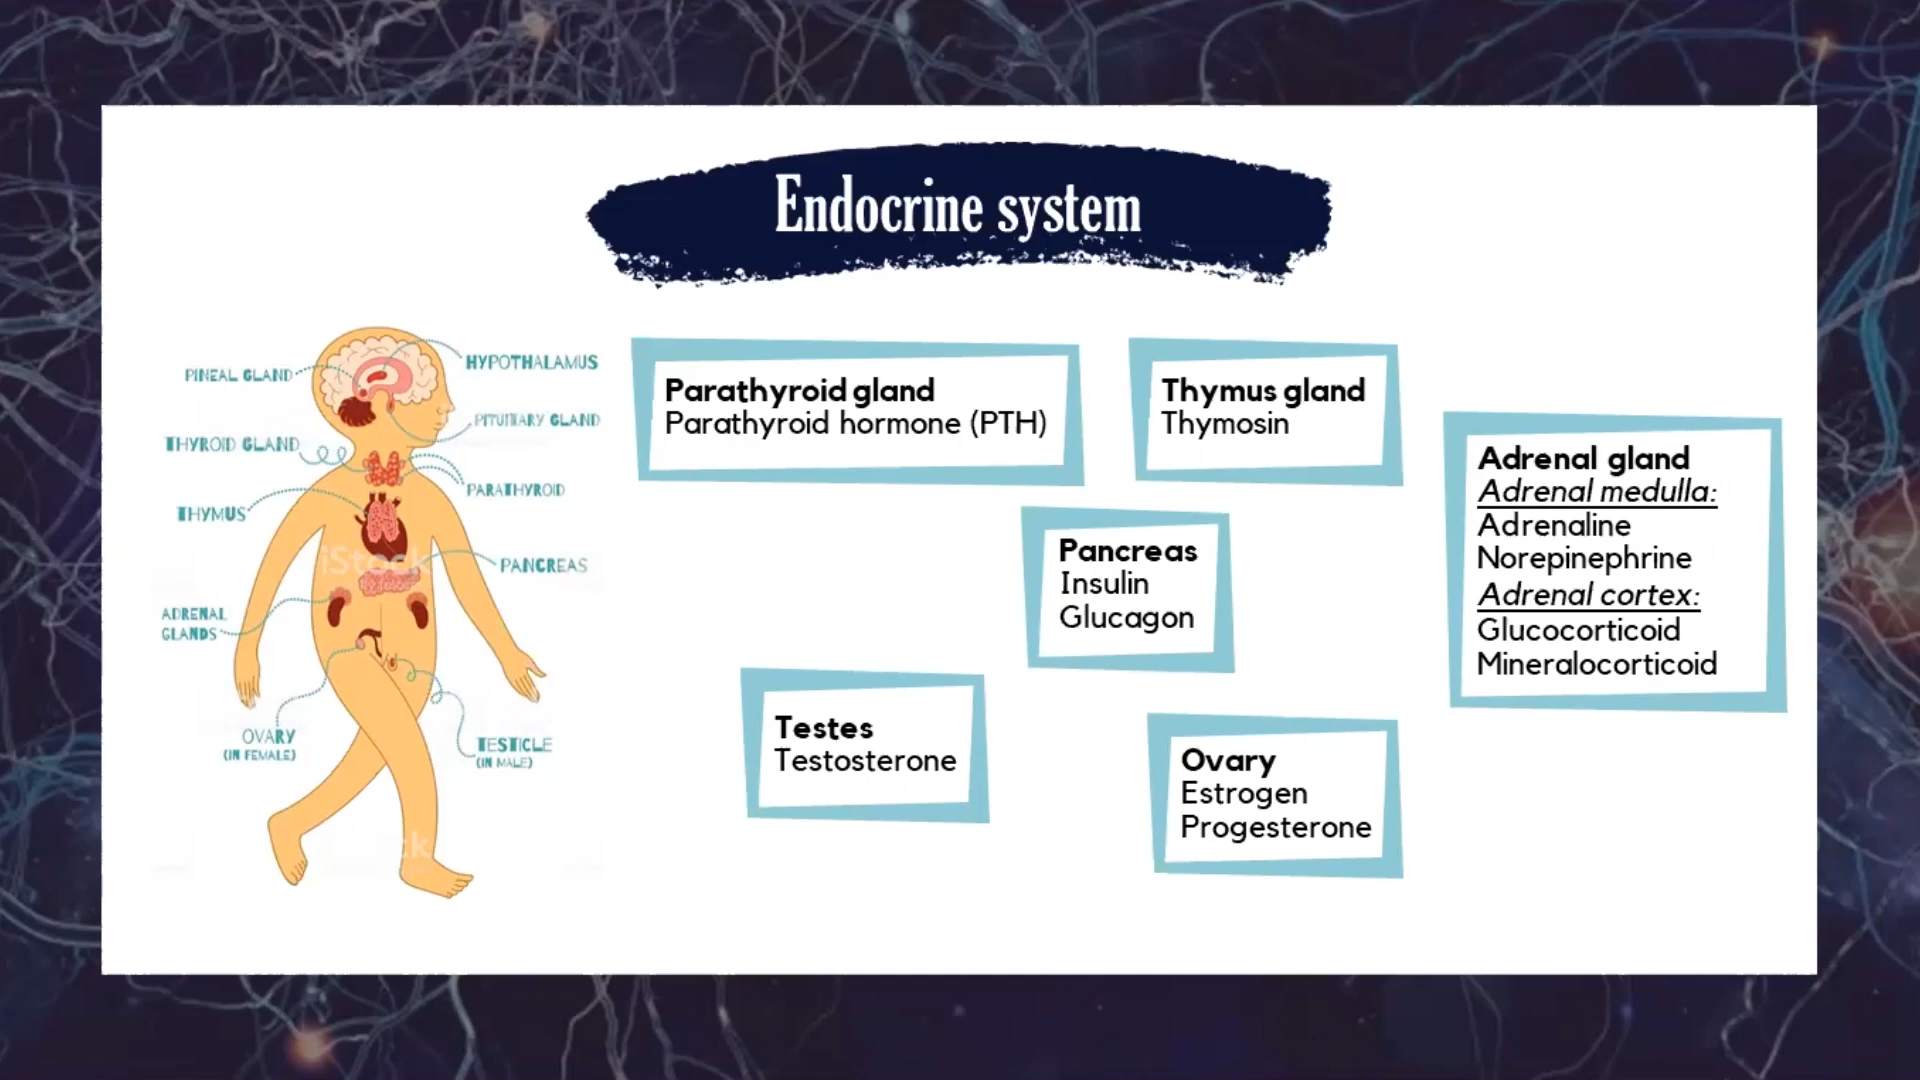 Endocrine system
PINEAL GLAND
HYPOTHALAMUS
PITUITARY GLAND
THYROID GLAND
PARATHYROID
THYMUS
PANCREAS
ADRENAL
GLANDS
OVARY
(IN FEMALE)
TESTICLE
(IN MALE)
iStock
Parathyroid gland
Parathyroid hormone (PTH)
Thymus gland
Thymosin
Pancreas
Insulin
Glucagon
Adrenal gland
Adrenal medulla:
Adrenaline
Norepinephrine
Adrenal cortex:
Glucocorticoid
Mineralocorticoid
Testes
Testosterone
Ovary
Estrogen
Progesterone